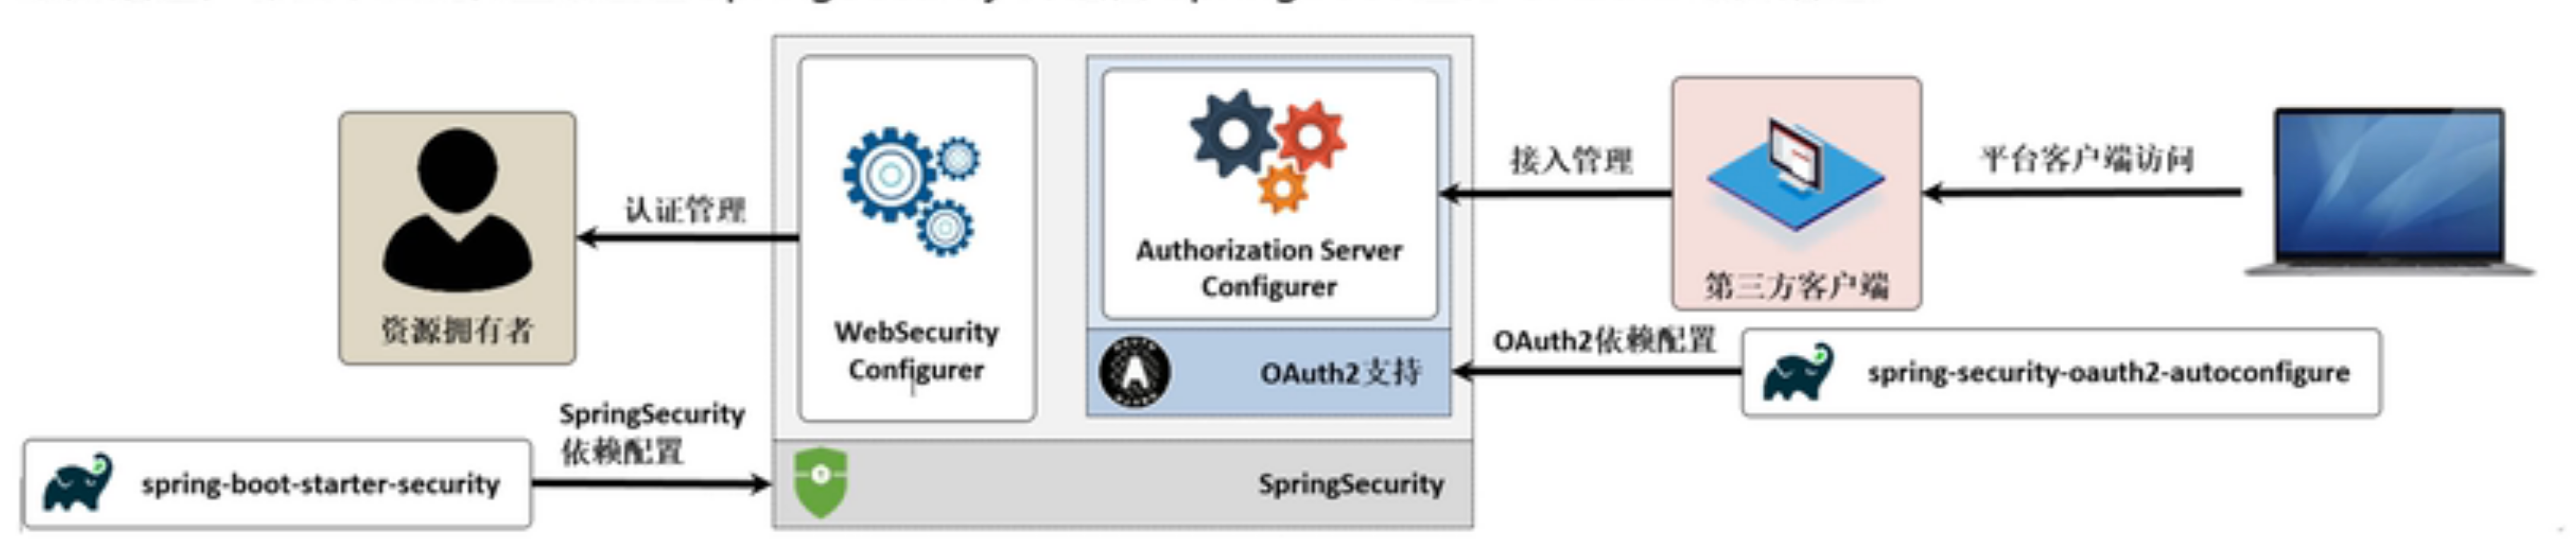 资源拥有者
认证管理
WebSecurity
Configurer
Authorization Server
Configurer
接入管理
第三方客户端
平台客户端访问
OAuth2支持
OAuth2依赖配置
spring-security-oauth2-autoconfigure
SpringSecurity
依赖配置
spring-boot-starter-security
SpringSecurity